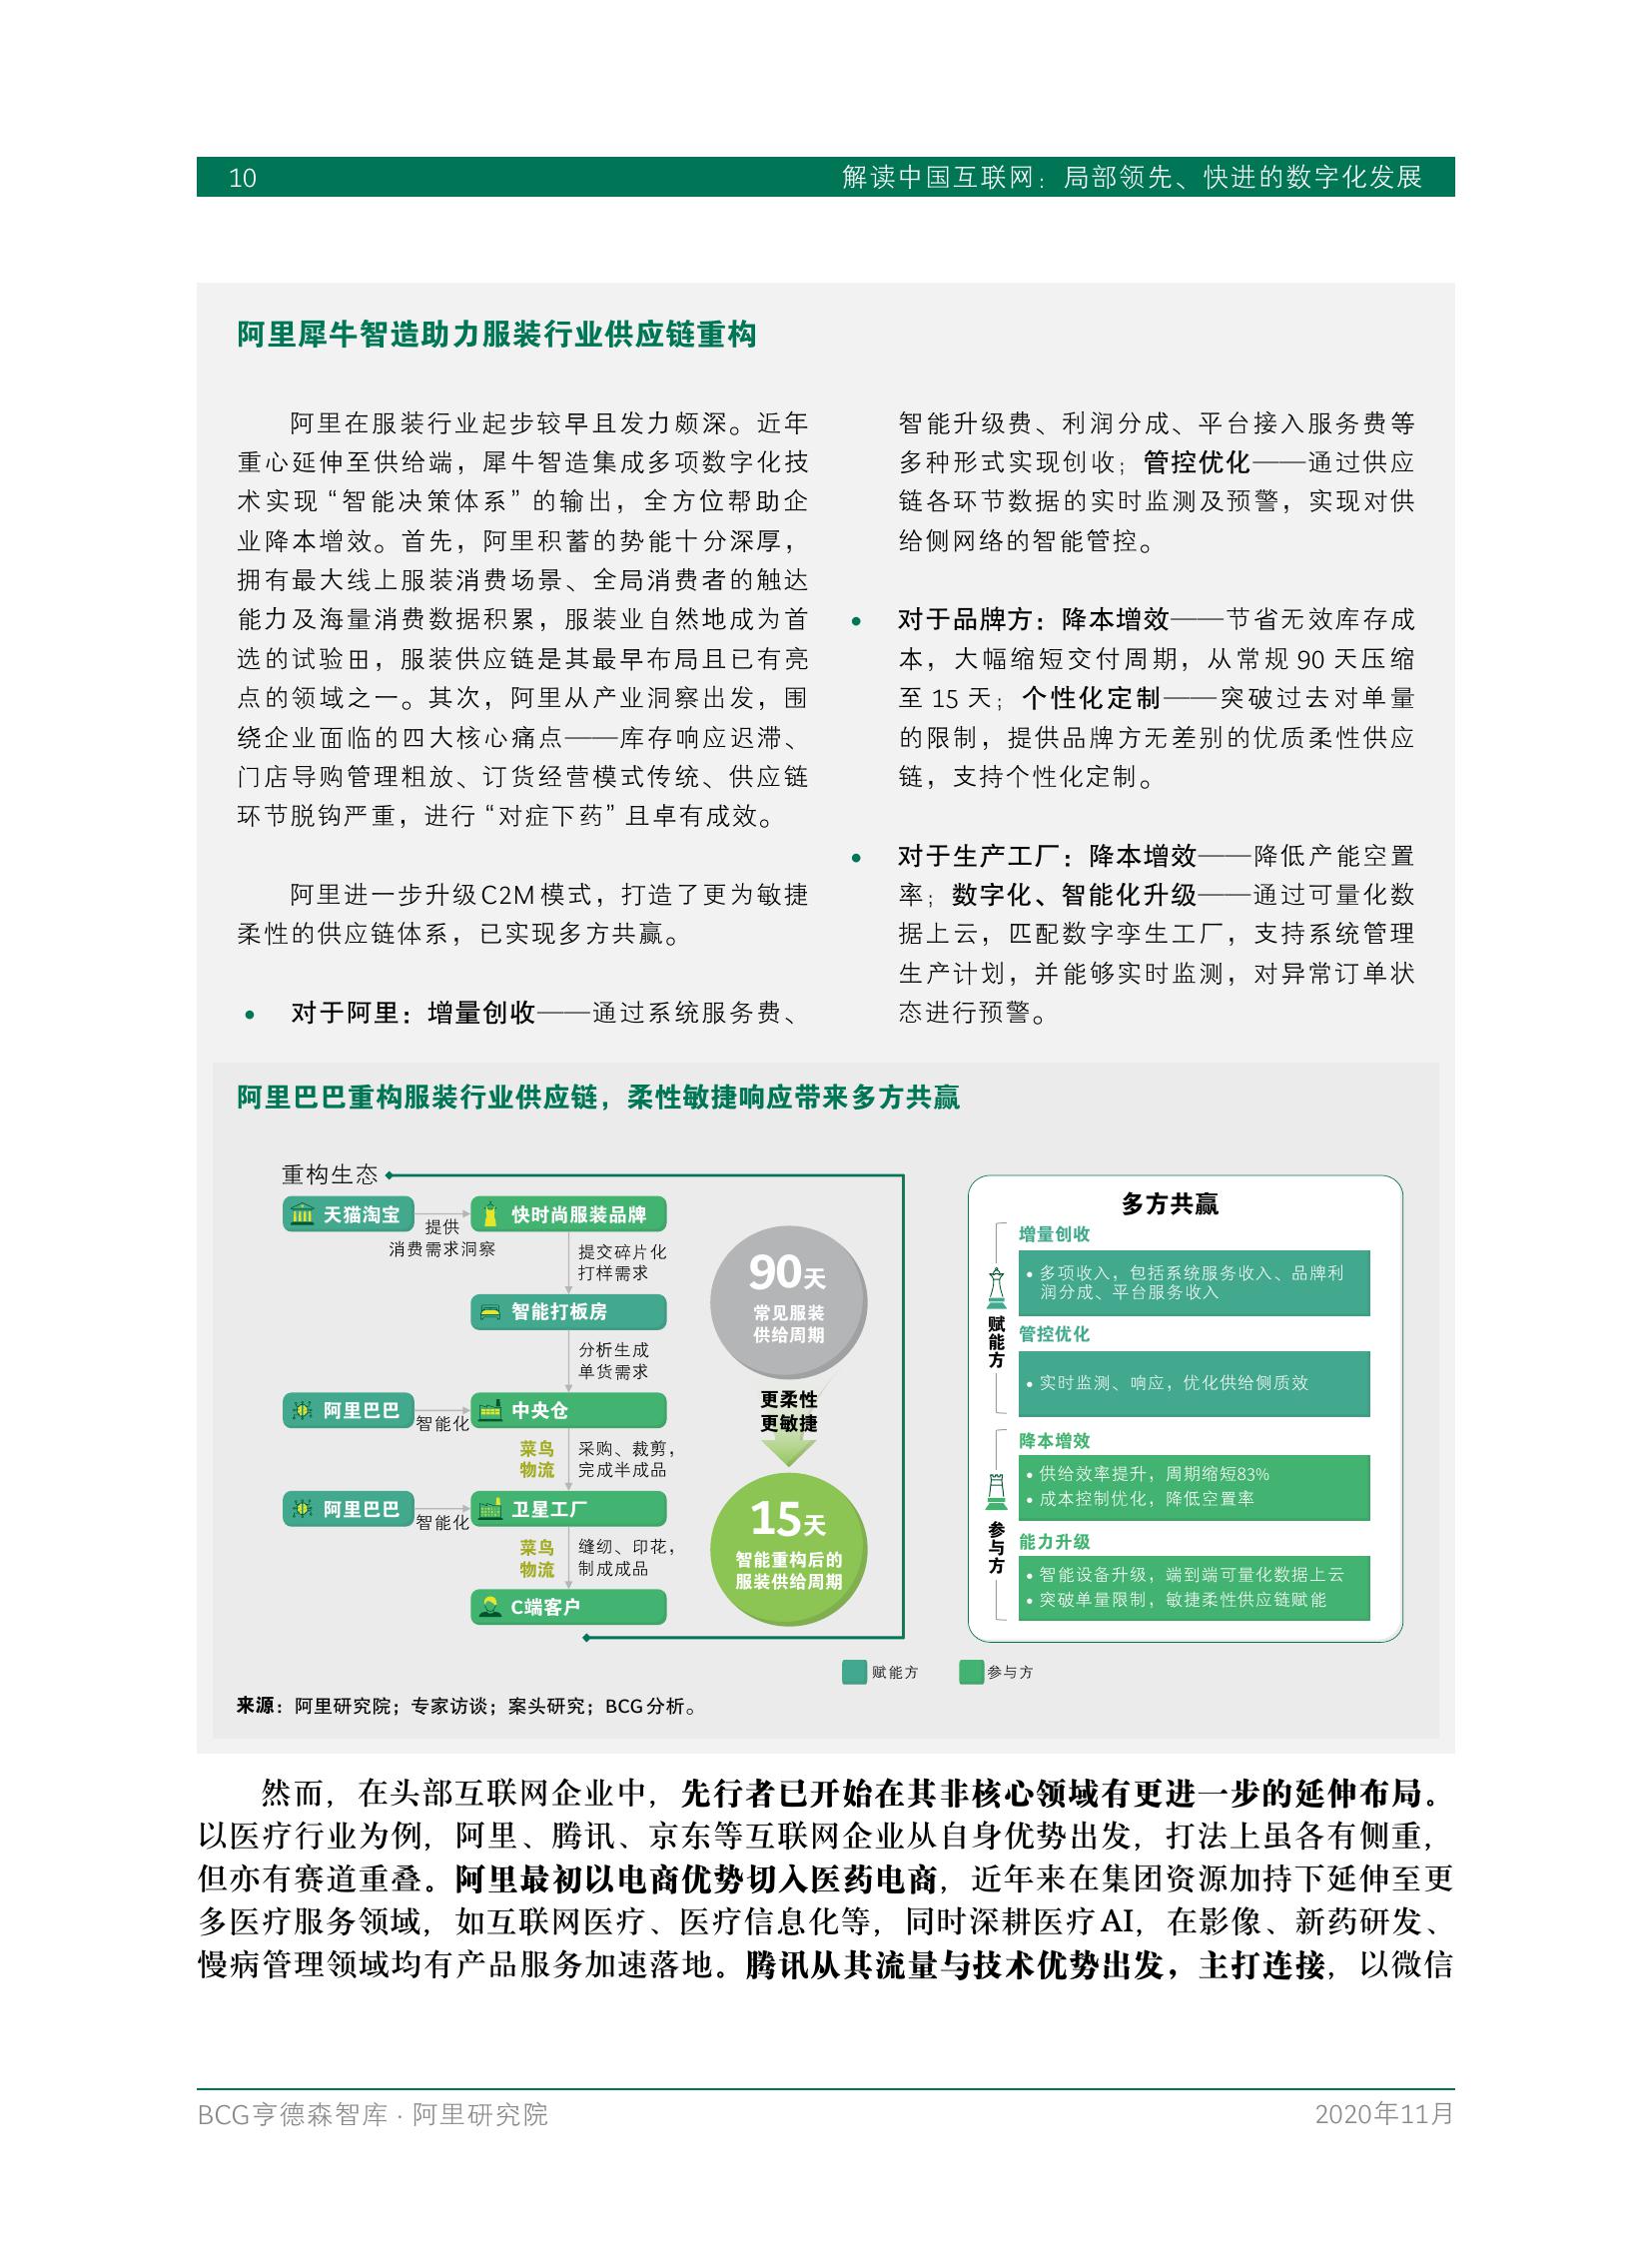 10
解读中国互联网：局部领先、快进的数字化发展
阿里犀牛智造助力服装行业供应链重构
阿里在服装行业起步较早且发力颇深。近年
重心延伸至供给端，犀牛智造集成多项数字化技
术实现“智能决策体系”的输出，全方位帮助企
业降本增效。首先，阿里积蓄的势能十分深厚，
拥有最大线上服装消费场景、全局消费者的触达
能力及海量消费数据积累，服装业自然地成为首
选的试验田，服装供应链是其最早布局且已有亮
点的领域之一。其次，阿里从产业洞察出发，围
绕企业面临的四大核心痛点——库存响应迟滞、
门店导购管理粗放、订货经营模式传统、供应链
环节脱钩严重，进行“对症下药”且卓有成效。
阿里进一步升级C2M模式，打造了更为敏捷
柔性的供应链体系，已实现多方共赢。
• 对于阿里：增量创收——通过系统服务费、
智能升级费、利润分成、平台接入服务费等
多种形式实现创收；管控优化——通过供应
链各环节数据的实时监测及预警，实现对供
给侧网络的智能管控。
• 对于品牌方：降本增效——节省无效库存成
本，大幅缩短交付周期，从常规 90 天压缩
至 15 天；个性化定制——突破过去对单量
的限制，提供品牌方无差别的优质柔性供应
链，支持个性化定制。
• 对于生产工厂：降本增效——降低产能空置
率；数字化、智能化升级——通过可量化数
据上云，匹配数字孪生工厂，支持系统管理
生产计划，并能够实时监测，对异常订单状
态进行预警。
阿里巴巴重构服装行业供应链，柔性敏捷响应带来多方共赢
重构生态
天猫淘宝
提供
消费需求洞察
快时尚服装品牌
提交碎片化
打样需求
智能打板房
分析生成
单货需求
阿里巴巴
智能化
中央仓
菜鸟
物流
采购、裁剪，
完成半成品
阿里巴巴
智能化
卫星工厂
菜鸟
物流
缝纫、印花，
制成成品
C端客户
90天
常见服装
供给周期
更柔性
更敏捷
15天
智能重构后的
服装供给周期
多方共赢
赋能方
增量创收
• 多项收入，包括系统服务收入、品牌利
润分成、平台服务收入
管控优化
• 实时监测、响应，优化供给侧质效
参与方
降本增效
• 供给效率提升，周期缩短83%
• 成本控制优化，降低空置率
能力升级
• 智能设备升级，端到端可量化数据上云
• 突破单量限制，敏捷柔性供应链赋能
赋能方
参与方
来源：阿里研究院；专家访谈；案头研究；BCG分析。
然而，在头部互联网企业中，先行者已开始在其非核心领域有更进一步的延伸布局。
以医疗行业为例，阿里、腾讯、京东等互联网企业从自身优势出发，打法上虽各有侧重，
但亦有赛道重叠。阿里最初以电商优势切入医药电商，近年来在集团资源加持下延伸至更
多医疗服务领域，如互联网医疗、医疗信息化等，同时深耕医疗AI，在影像、新药研发、
慢病管理领域均有产品服务加速落地。腾讯从其流量与技术优势出发，主打连接，以微信
BCG亨德森智库 · 阿里研究院
2020年11月